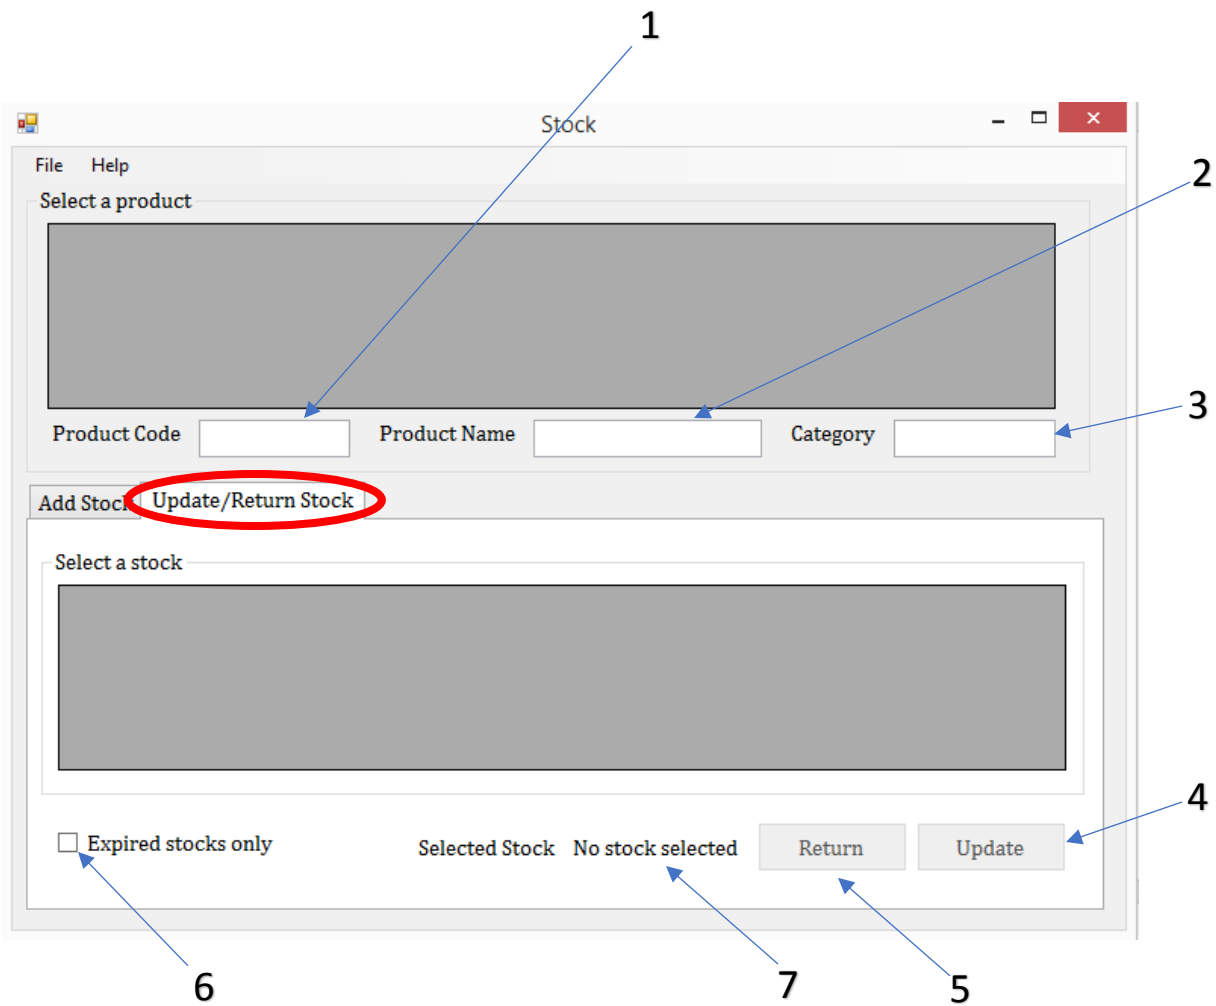 1
Stock
File Help
2
Select a product
3
Product Code Product Name Category
Add Stock Update/Return Stock
Select a stock
4
Expired stocks only Selected Stock No stock selected Return Update
6 7 5